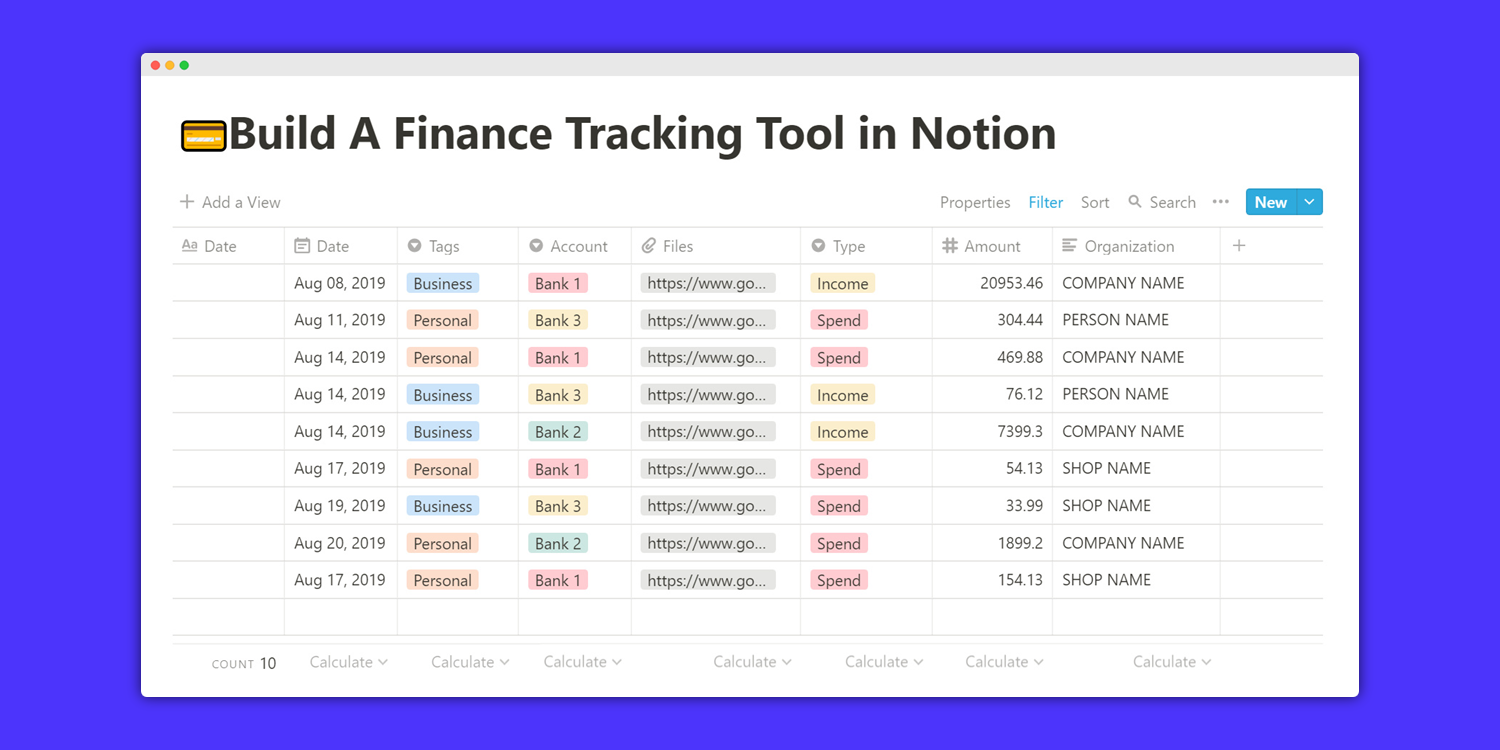 Build A Finance Tracking Tool in Notion
Add a View Properties Filter Sort Search New
Aa Date Date Tags Account Files Type Amount Organization
Aug 08, 2019 Business Bank 1 https://www.go... Income 20953.46 COMPANY NAME
Aug 11, 2019 Personal Bank 3 https://www.go... Spend 304.44 PERSON NAME
Aug 14, 2019 Personal Bank 1 https://www.go... Spend 469.88 COMPANY NAME
Aug 14, 2019 Business Bank 3 https://www.go... Income 76.12 PERSON NAME
Aug 14, 2019 Business Bank 2 https://www.go... Income 7399.3 COMPANY NAME
Aug 17, 2019 Personal Bank 1 https://www.go... Spend 54.13 SHOP NAME
Aug 19, 2019 Business Bank 3 https://www.go... Spend 33.99 SHOP NAME
Aug 20, 2019 Personal Bank 2 https://www.go... Spend 1899.2 COMPANY NAME
Aug 17, 2019 Personal Bank 1 https://www.go... Spend 154.13 SHOP NAME
COUNT 10 Calculate Calculate Calculate Calculate Calculate Calculate Calculate